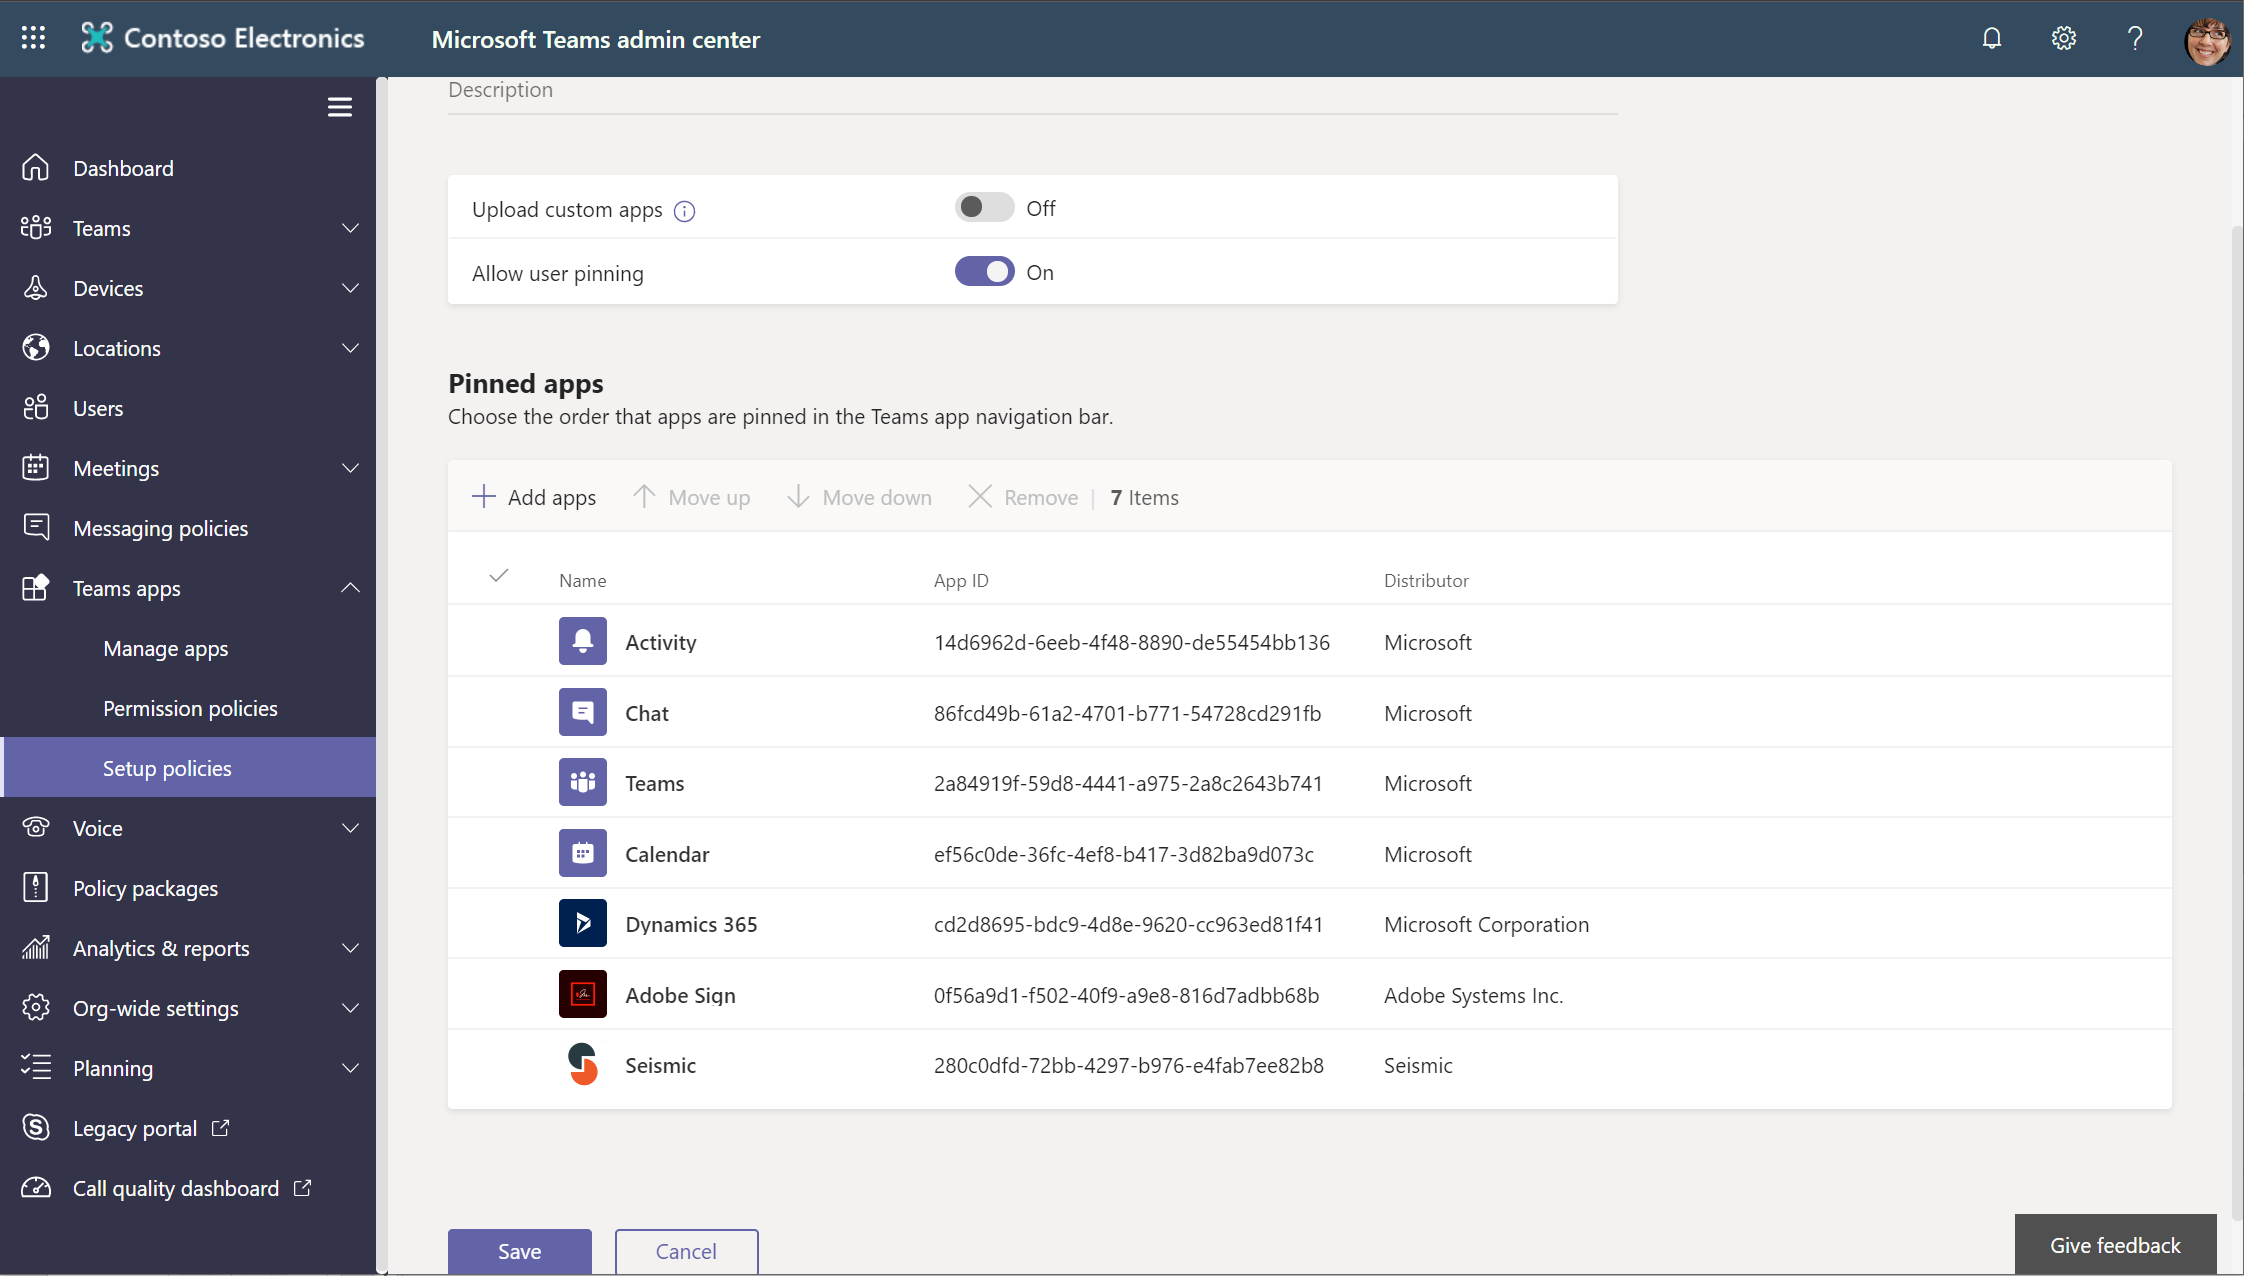 Contoso Electronics
Microsoft Teams admin center
Dashboard
Teams
Devices
Locations
Users
Meetings
Messaging policies
Teams apps
Manage apps
Permission policies
Setup policies
Voice
Policy packages
Analytics & reports
Org-wide settings
Planning
Legacy portal
Call quality dashboard
Description
Upload custom apps Off
Allow user pinning On
Pinned apps
Choose the order that apps are pinned in the Teams app navigation bar.
Add apps Move up Move down Remove | 7 Items
Name App ID Distributor
Activity 14d6962d-6eeb-4f48-8890-de55454bb136 Microsoft
Chat 86fcd49b-61a2-4701-b771-54728cd291fb Microsoft
Teams 2a84919f-59d8-4441-a975-2a8c2643b741 Microsoft
Calendar ef56c0de-36fc-4ef8-b417-3d82ba9d073c Microsoft
Dynamics 365 cd2d8695-bdc9-4d8e-9620-cc963ed81f41 Microsoft Corporation
Adobe Sign 0f56a9d1-f502-40f9-a9e8-816d7adbb68b Adobe Systems Inc.
Seismic 280c0dfd-72bb-4297-b976-e4fab7ee82b8 Seismic
Save Cancel
Give feedback